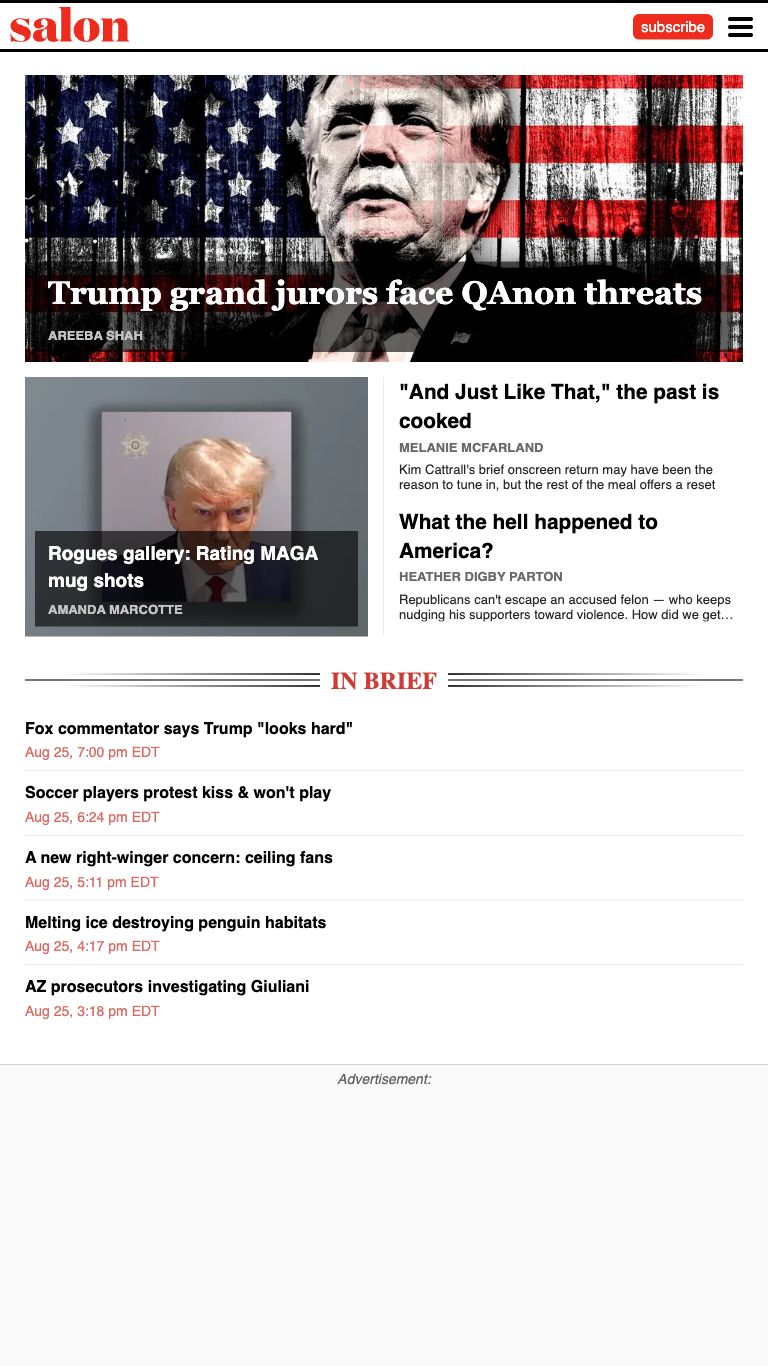 salon
subscribe
Trump grand jurors face QAnon threats
AREEBA SHAH
Rogues gallery: Rating MAGA
mug shots
AMANDA MARCOTTE
"And Just Like That," the past is
cooked
MELANIE MCFARLAND
Kim Cattrall's brief onscreen return may have been the
reason to tune in, but the rest of the meal offers a reset
What the hell happened to
America?
HEATHER DIGBY PARTON
Republicans can't escape an accused felon — who keeps
nudging his supporters toward violence. How did we get…
IN BRIEF
Fox commentator says Trump "looks hard"
Aug 25, 7:00 pm EDT
Soccer players protest kiss & won't play
Aug 25, 6:24 pm EDT
A new right-winger concern: ceiling fans
Aug 25, 5:11 pm EDT
Melting ice destroying penguin habitats
Aug 25, 4:17 pm EDT
AZ prosecutors investigating Giuliani
Aug 25, 3:18 pm EDT
Advertisement: